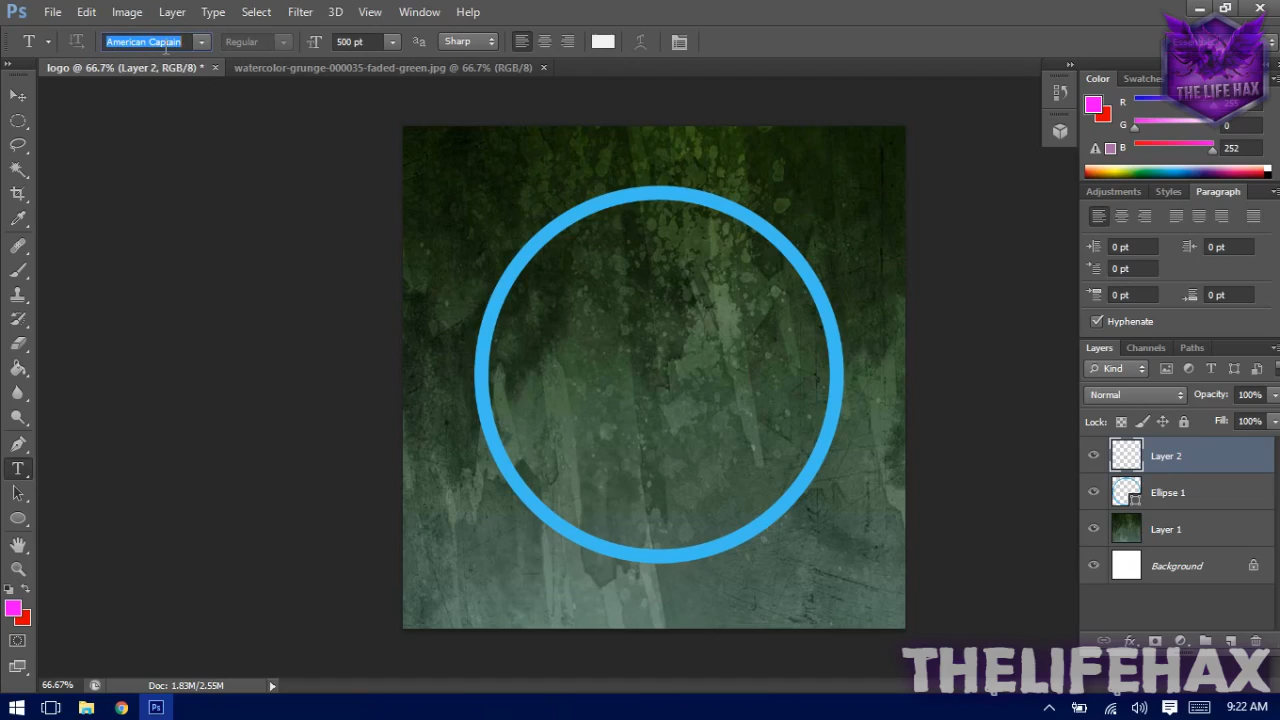 Ps File Edit Image Layer Type Select Filter 3D View Window Help
T American Captain Regular 500 pt aa Sharp
logo @ 66.7% (Layer 2, RGB/8) * × watercolor-grunge-000035-faded-green.jpg @ 66.7% (RGB/8) ×
THE LIFE HAX
Color Swatches
R 255
G 0
B 252
Adjustments Styles Paragraph
0 pt 0 pt
0 pt
0 pt 0 pt
Hyphenate
Layers Channels Paths
Kind
Normal Opacity: 100%
Lock: Fill: 100%
Layer 2
Ellipse 1
Layer 1
Background
THELIFEHAX
66.67% Doc: 1.83M/2.55M
9:22 AM